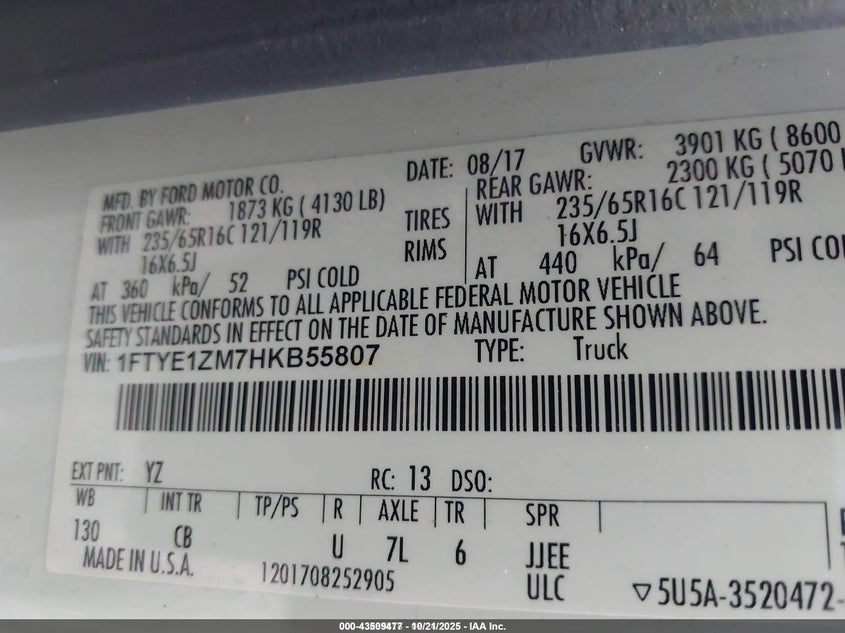 MFD. BY FORD MOTOR CO.
DATE: 08/17 GVWR: 3901 KG ( 8600
FRONT GAWR: 1873 KG ( 4130 LB) REAR GAWR: 2300 KG ( 5070
WITH 235/65R16C 121/119R TIRES WITH 235/65R16C 121/119R
16X6.5J RIMS 16X6.5J
AT 360 kPa/ 52 PSI COLD AT 440 kPa/ 64 PSI COL
THIS VEHICLE CONFORMS TO ALL APPLICABLE FEDERAL MOTOR VEHICLE
SAFETY STANDARDS IN EFFECT ON THE DATE OF MANUFACTURE SHOWN ABOVE.
VIN: 1FTYE1ZM7HKB55807 TYPE: Truck
EXT PNT: YZ RC: 13 DSO:
WB INT TR TP/PS R AXLE TR SPR
130 CB U 7L 6 JJEE
MADE IN U.S.A. 1201708252905 ULC ▽5U5A-3520472-
000-43509477 - 10/21/2025 - IAA Inc.